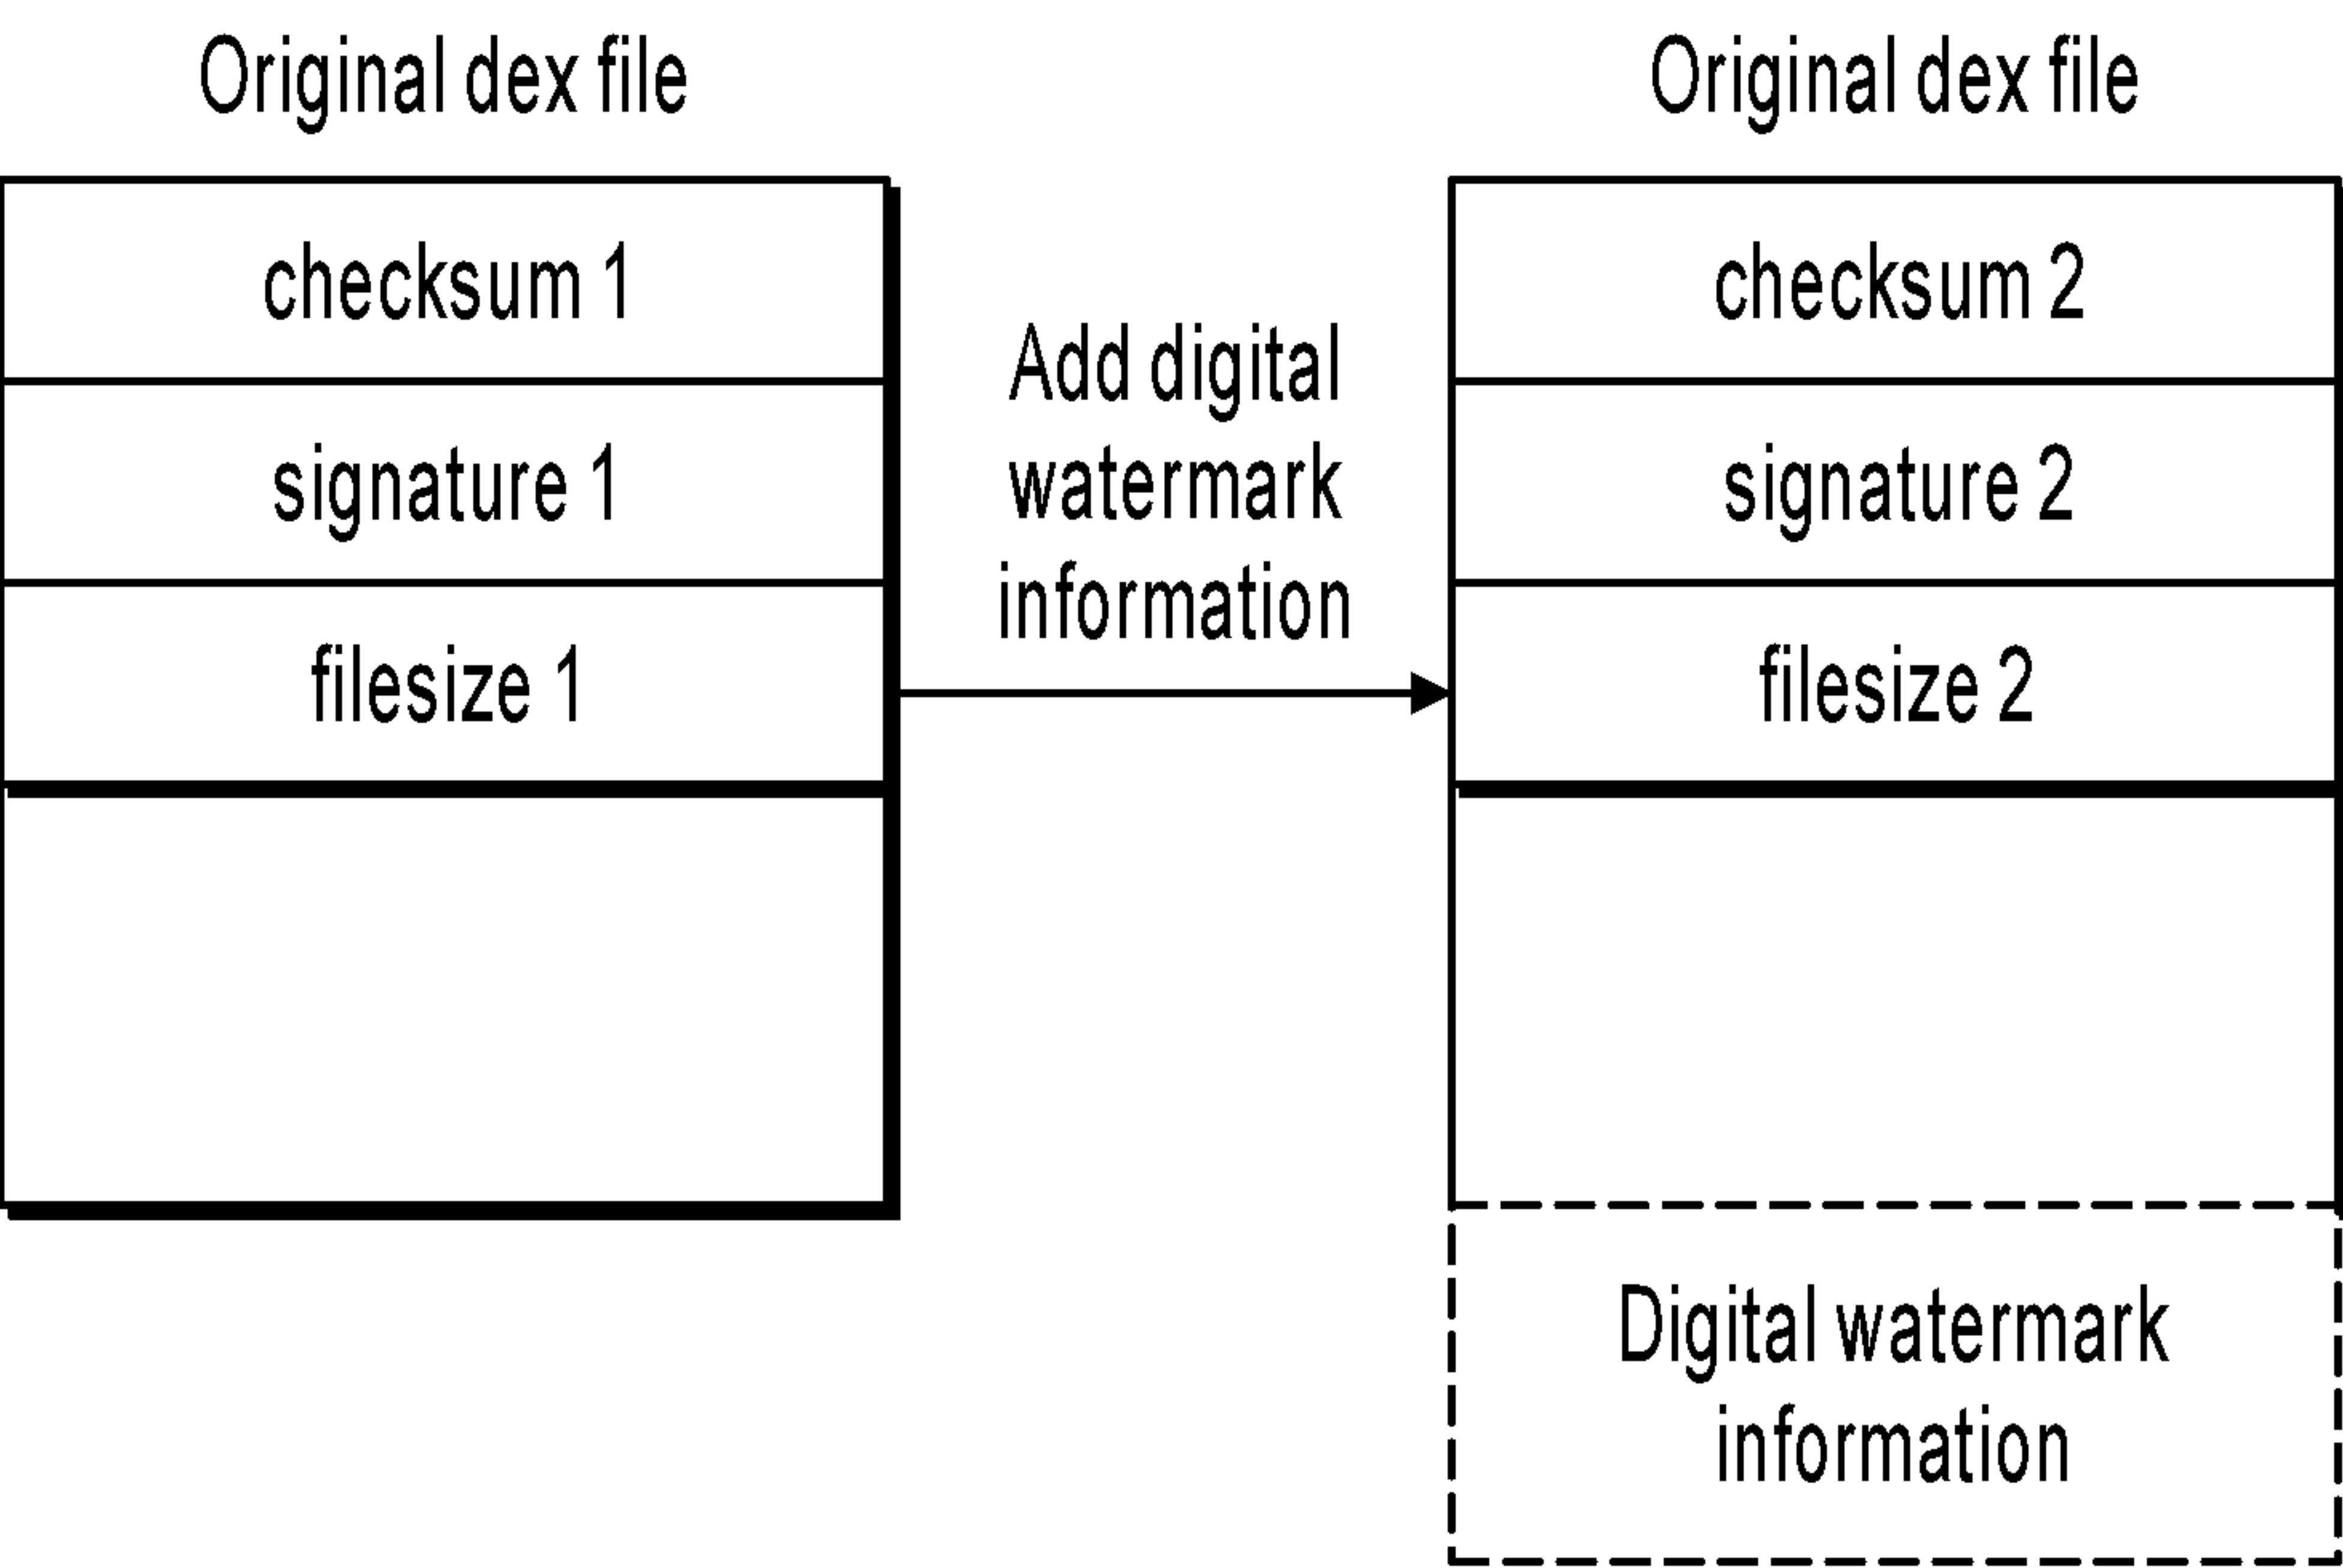 Original dex file
checksum 1
signature 1
filesize 1
Add digital
watermark
information
Original dex file
checksum 2
signature 2
filesize 2
Digital watermark
information